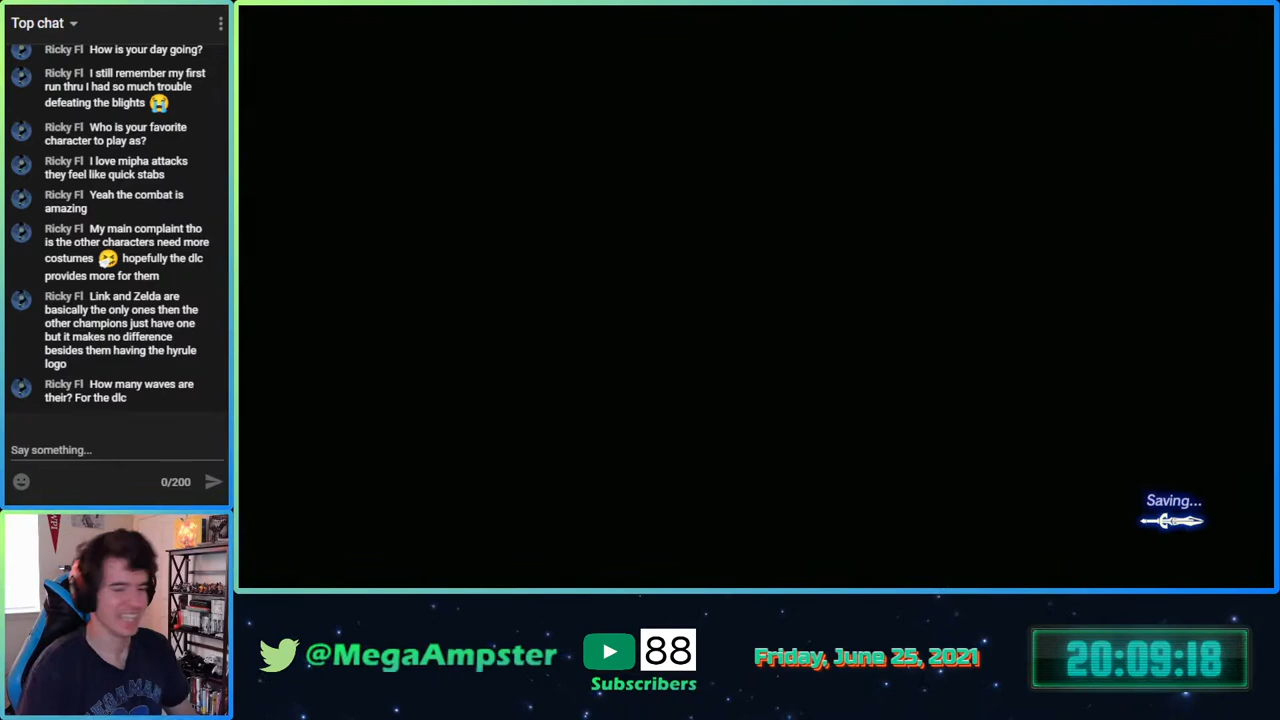 Top chat
Ricky Fl How is your day going?
Ricky Fl I still remember my first
run thru I had so much trouble
defeating the blights 😭
Ricky Fl Who is your favorite
character to play as?
Ricky Fl I love mipha attacks
they feel like quick stabs
Ricky Fl Yeah the combat is
amazing
Ricky Fl My main complaint tho
is the other characters need more
costumes 🤧 hopefully the dlc
provides more for them
Ricky Fl Link and Zelda are
basically the only ones then the
other champions just have one
but it makes no difference
besides them having the hyrule
logo
Ricky Fl How many waves are
their? For the dlc
Say something...
0/200
Saving...
@MegaAmpster
88
Subscribers
Friday, June 25, 2021
20:09:18